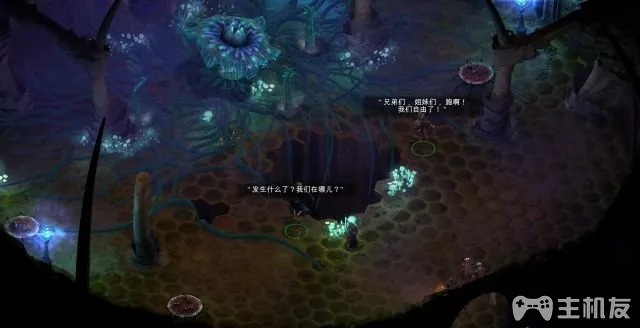 “兄弟们，姐妹们，跑啊！
我们自由了！”
“发生什么了？我们在哪儿？”
主机友